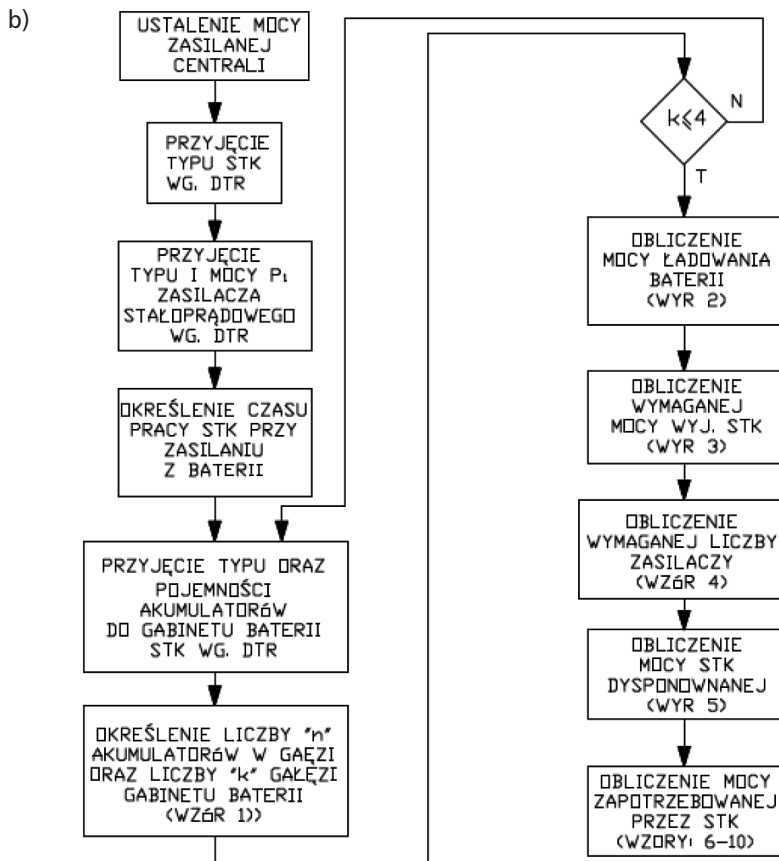 b)
USTALENIE MOCY
ZASILANEJ
CENTRALI
PRZYJĘCIE
TYPU STK
WG. DTR
PRZYJĘCIE
TYPU I MOCY P1
ZASILACZA
STAŁOPRĄDOWEGO
WG. DTR
OKREŚLENIE CZASU
PRACY STK PRZY
ZASILANIU
Z BATERII
PRZYJĘCIE TYPU ORAZ
POJEMNOŚCI
AKUMULATORóW
DO GABINETU BATERII
STK WG. DTR
OKREŚLENIE LICZBY "n"
AKUMULATORóW W GAĘZI
ORAZ LICZBY "k" GAŁĘZI
GABINETU BATERII
(WZóR 1))
k⩽4
N
T
OBLICZENIE
MOCY ŁADOWANIA
BATERII
(WYR 2)
OBLICZENIE
WYMAGANEJ
MOCY WYJ. STK
(WYR 3)
OBLICZENIE
WYMAGANEJ LICZBY
ZASILACZY
(WZóR 4)
OBLICZENIE
MOCY STK
DYSPONOWNANEJ
(WYR 5)
OBLICZENIE MOCY
ZAPOTRZEBOWANEJ
PRZEZ STK
(WZORY: 6-10)